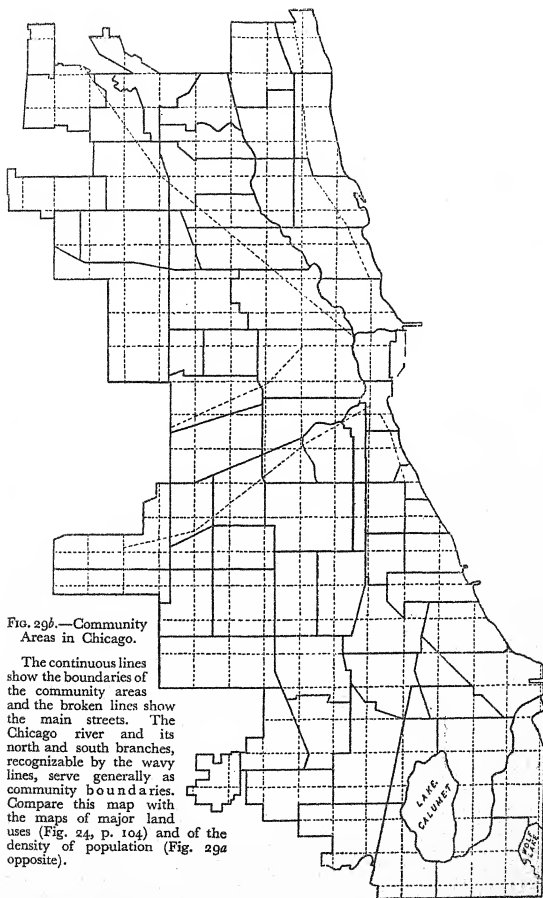 FIG. 29b.—Community
Areas in Chicago.
The continuous lines
show the boundaries of
the community areas
and the broken lines show
the main streets. The
Chicago river and its
north and south branches,
recognizable by the wavy
lines, serve generally as
community boundaries.
Compare this map with
the maps of major land
uses (Fig. 24, p. 104) and of the
density of population (Fig. 29a
opposite).
LAKE
CALUMET
WOLF
LAKE